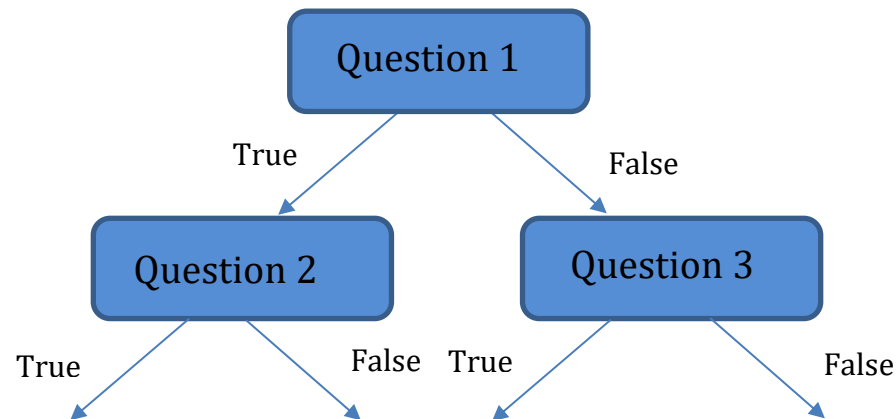 Question 1
True
False
Question 2
Question 3
True
False
True
False